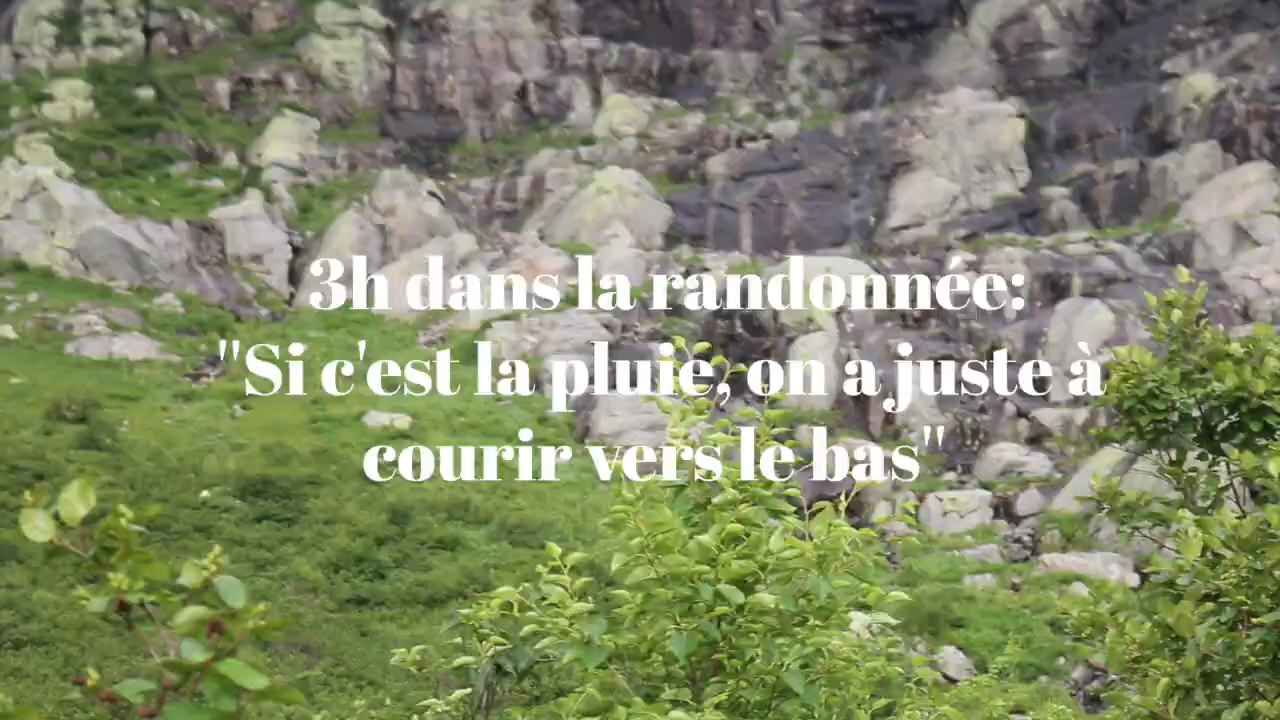 3h dans la randonnée:
"Si c'est la pluie, on a juste à
courir vers le bas"